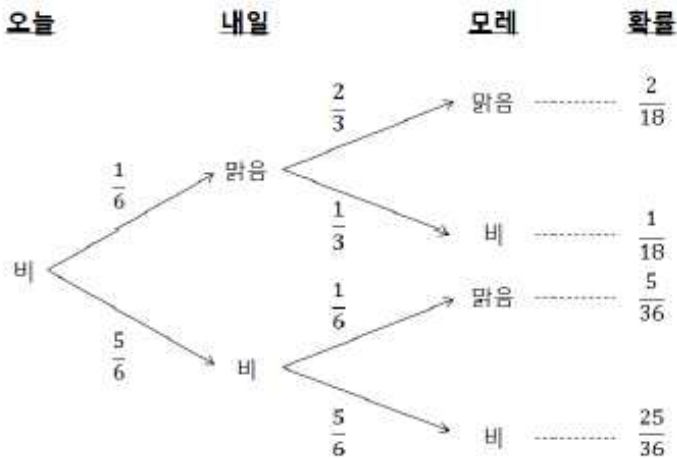 오늘 내일 모레 확률
2/3 맑음 2/18
1/6 맑음
1/3 비 1/18
비
1/6 맑음 5/36
5/6 비
5/6 비 25/36